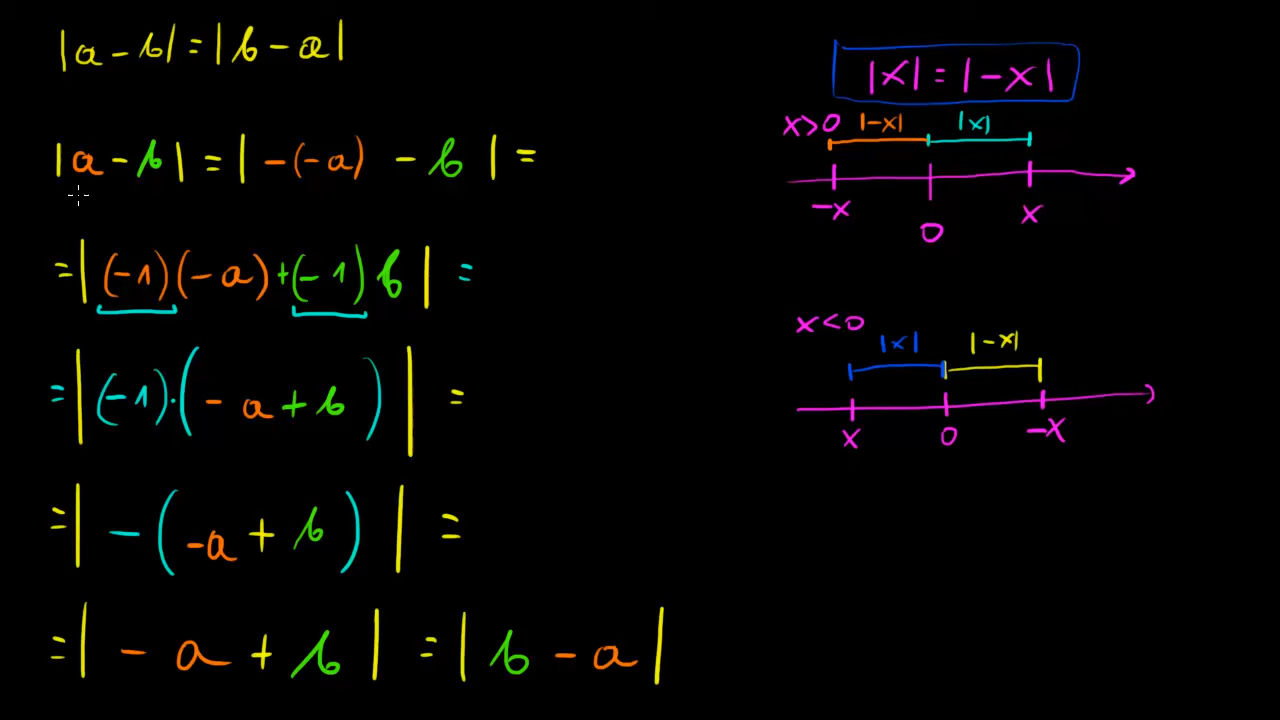 |a - b| = |b - a|
|a - b| = | -(-a) - b | =
= | (-1)(-a) + (-1) b | =
= | (-1)·( - a + b ) | =
= | - ( -a + b ) | =
= | - a + b | = | b - a |
|x| = |-x|
x>0 |-x| |x|
-x 0 x
x<0
|x| |-x|
x 0 -x